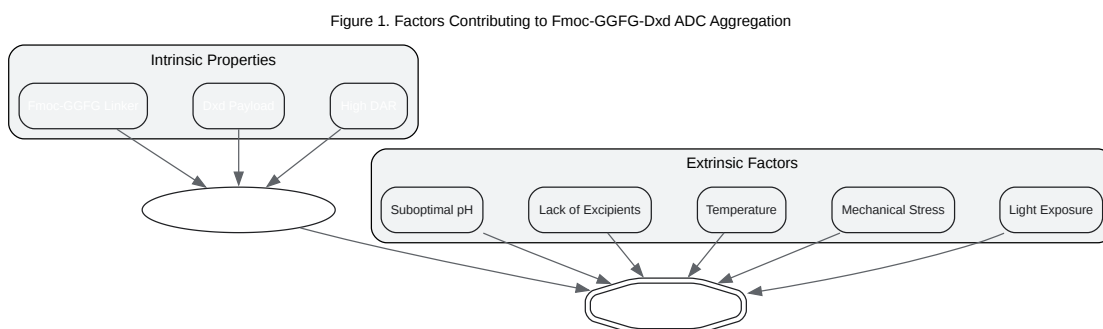 Figure 1. Factors Contributing to Fmoc-GGFG-Dxd ADC Aggregation
Intrinsic Properties
Fmoc-GGFG Linker
Dxd Payload
High DAR
Extrinsic Factors
Suboptimal pH
Lack of Excipients
Temperature
Mechanical Stress
Light Exposure